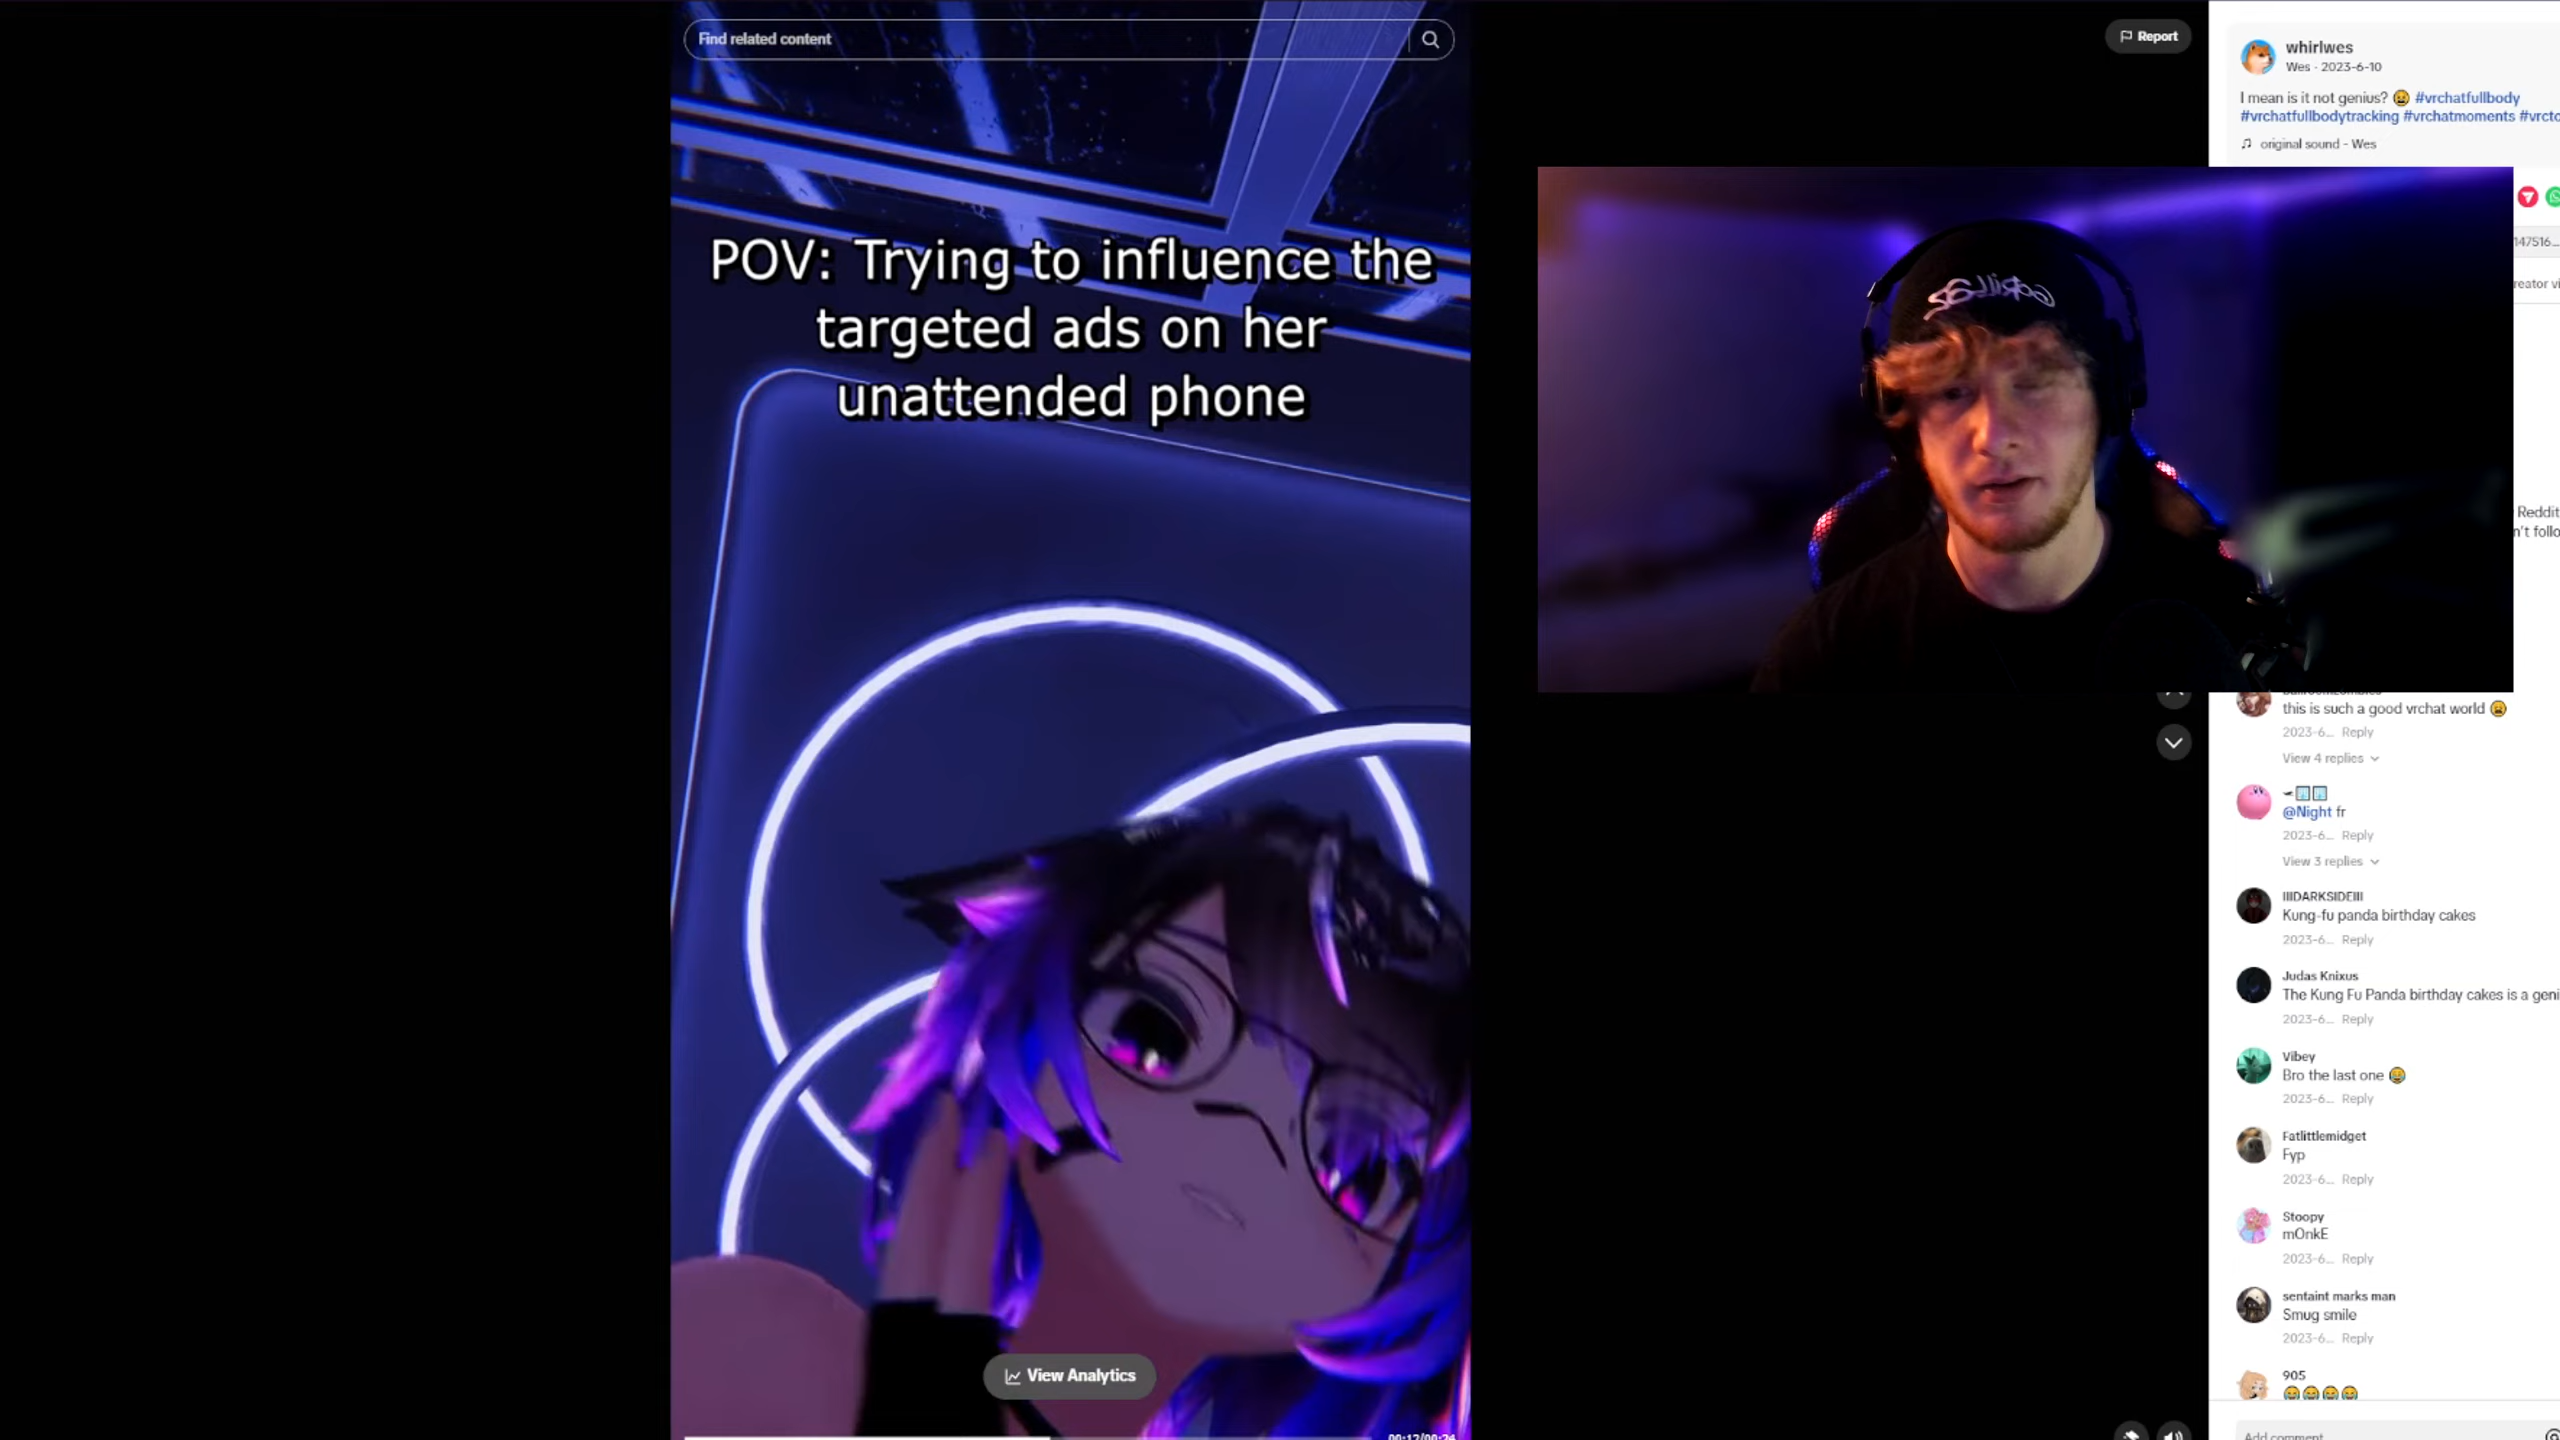 Find related content
Report
POV: Trying to influence the
targeted ads on her
unattended phone
View Analytics
whirlwes
Wes · 2023-6-10
I mean is it not genius? 😩 #vrchatfullbody
#vrchatfullbodytracking #vrchatmoments
original sound - Wes
147516...
Reddit
this is such a good vrchat world 😩
2023-6... Reply
View 4 replies
@Night fr
2023-6... Reply
View 3 replies
IIIDARKSIDEIII
Kung-fu panda birthday cakes
2023-6... Reply
Judas Knixus
The Kung Fu Panda birthday cakes is a
2023-6... Reply
Vibey
Bro the last one 😂
2023-6... Reply
Fatlittlemidget
Fyp
2023-6... Reply
Stoopy
mOnkE
2023-6... Reply
sentaint marks man
Smug smile
2023-6... Reply
905
😂😂😂😂
Add comment...